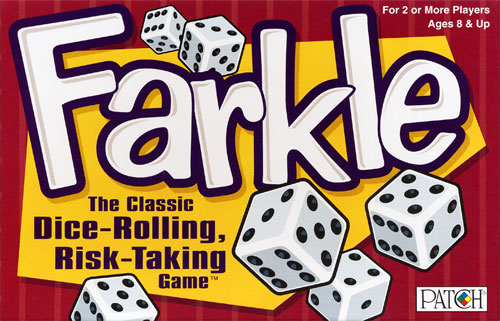 For 2 or More Players
Ages 8 & Up
Farkle
The Classic
Dice-Rolling,
Risk-Taking
Game™
PATCH